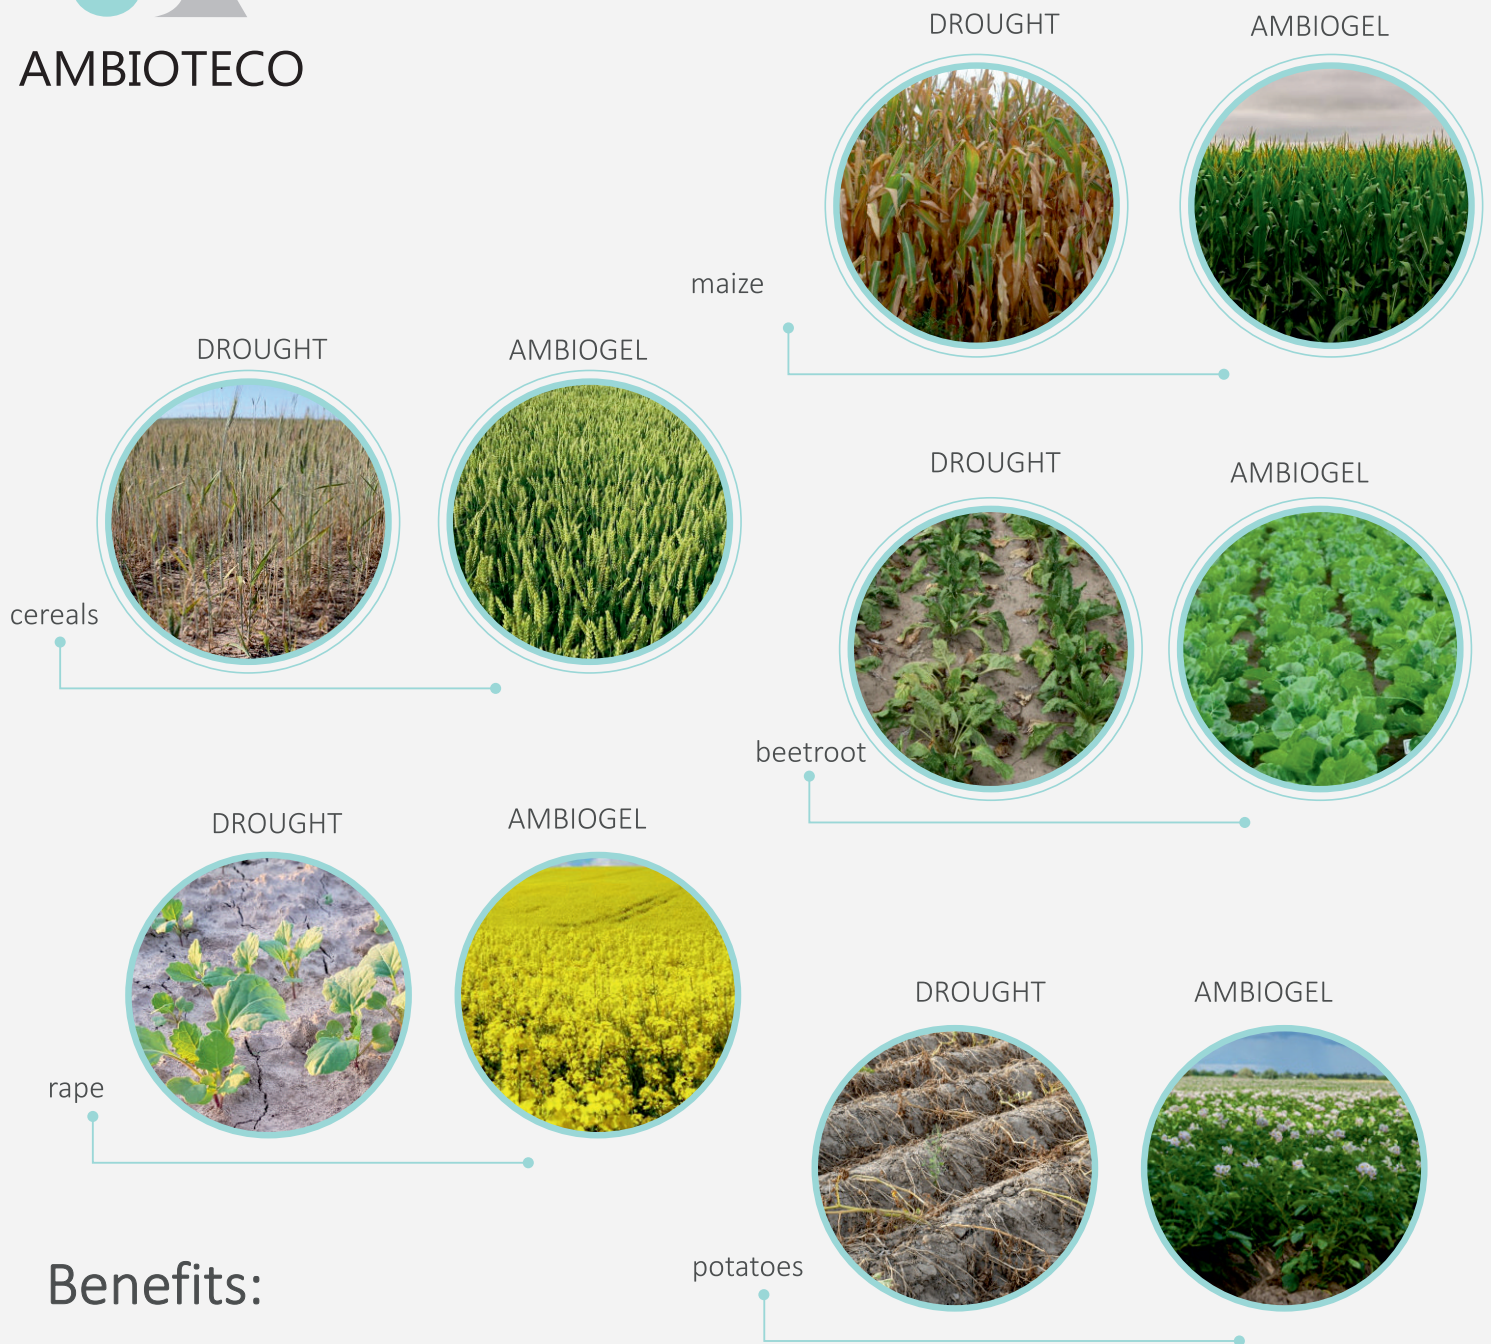 AMBIOTECO
DROUGHT
AMBIOGEL
maize
DROUGHT
AMBIOGEL
cereals
DROUGHT
AMBIOGEL
beetroot
DROUGHT
AMBIOGEL
rape
DROUGHT
AMBIOGEL
potatoes
Benefits: